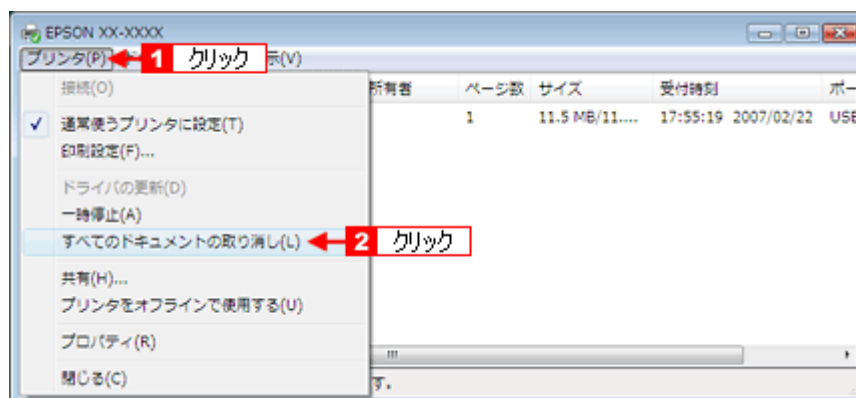 EPSON XX-XXXX
プリンタ(P) 1 クリック 示(V)
所有者 ページ数 サイズ 受付時刻 ポー
1 11.5 MB/11.... 17:55:19 2007/02/22 USB
接続(O)
✓ 通常使うプリンタに設定(T)
印刷設定(F)...
ドライバの更新(D)
一時停止(A)
すべてのドキュメントの取り消し(L) 2 クリック
共有(H)...
プリンタをオフラインで使用する(U)
プロパティ(R)
閉じる(C)
す。